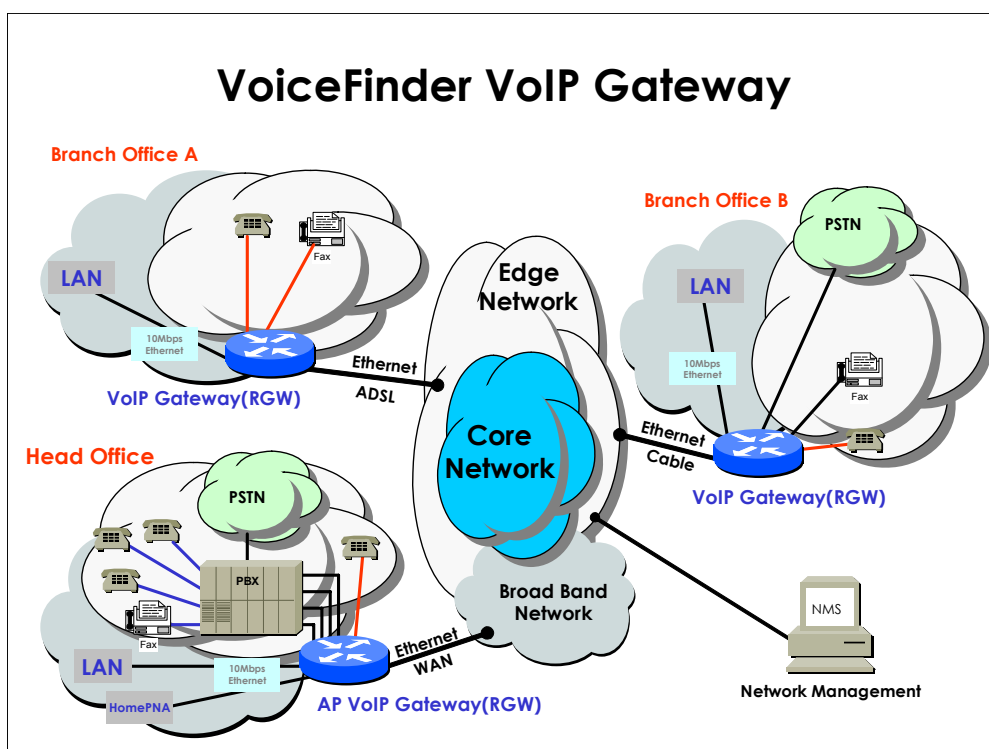 VoiceFinder VoIP Gateway
Branch Office A
Fax
LAN
10Mbps
Ethernet
VoIP Gateway(RGW)
Ethernet
ADSL
Edge
Network
Core
Network
Broad Band
Network
Branch Office B
PSTN
LAN
10Mbps
Ethernet
Fax
Ethernet
Cable
VoIP Gateway(RGW)
Head Office
PSTN
PBX
Fax
LAN
10Mbps
Ethernet
HomePNA
Ethernet
WAN
AP VoIP Gateway(RGW)
NMS
Network Management